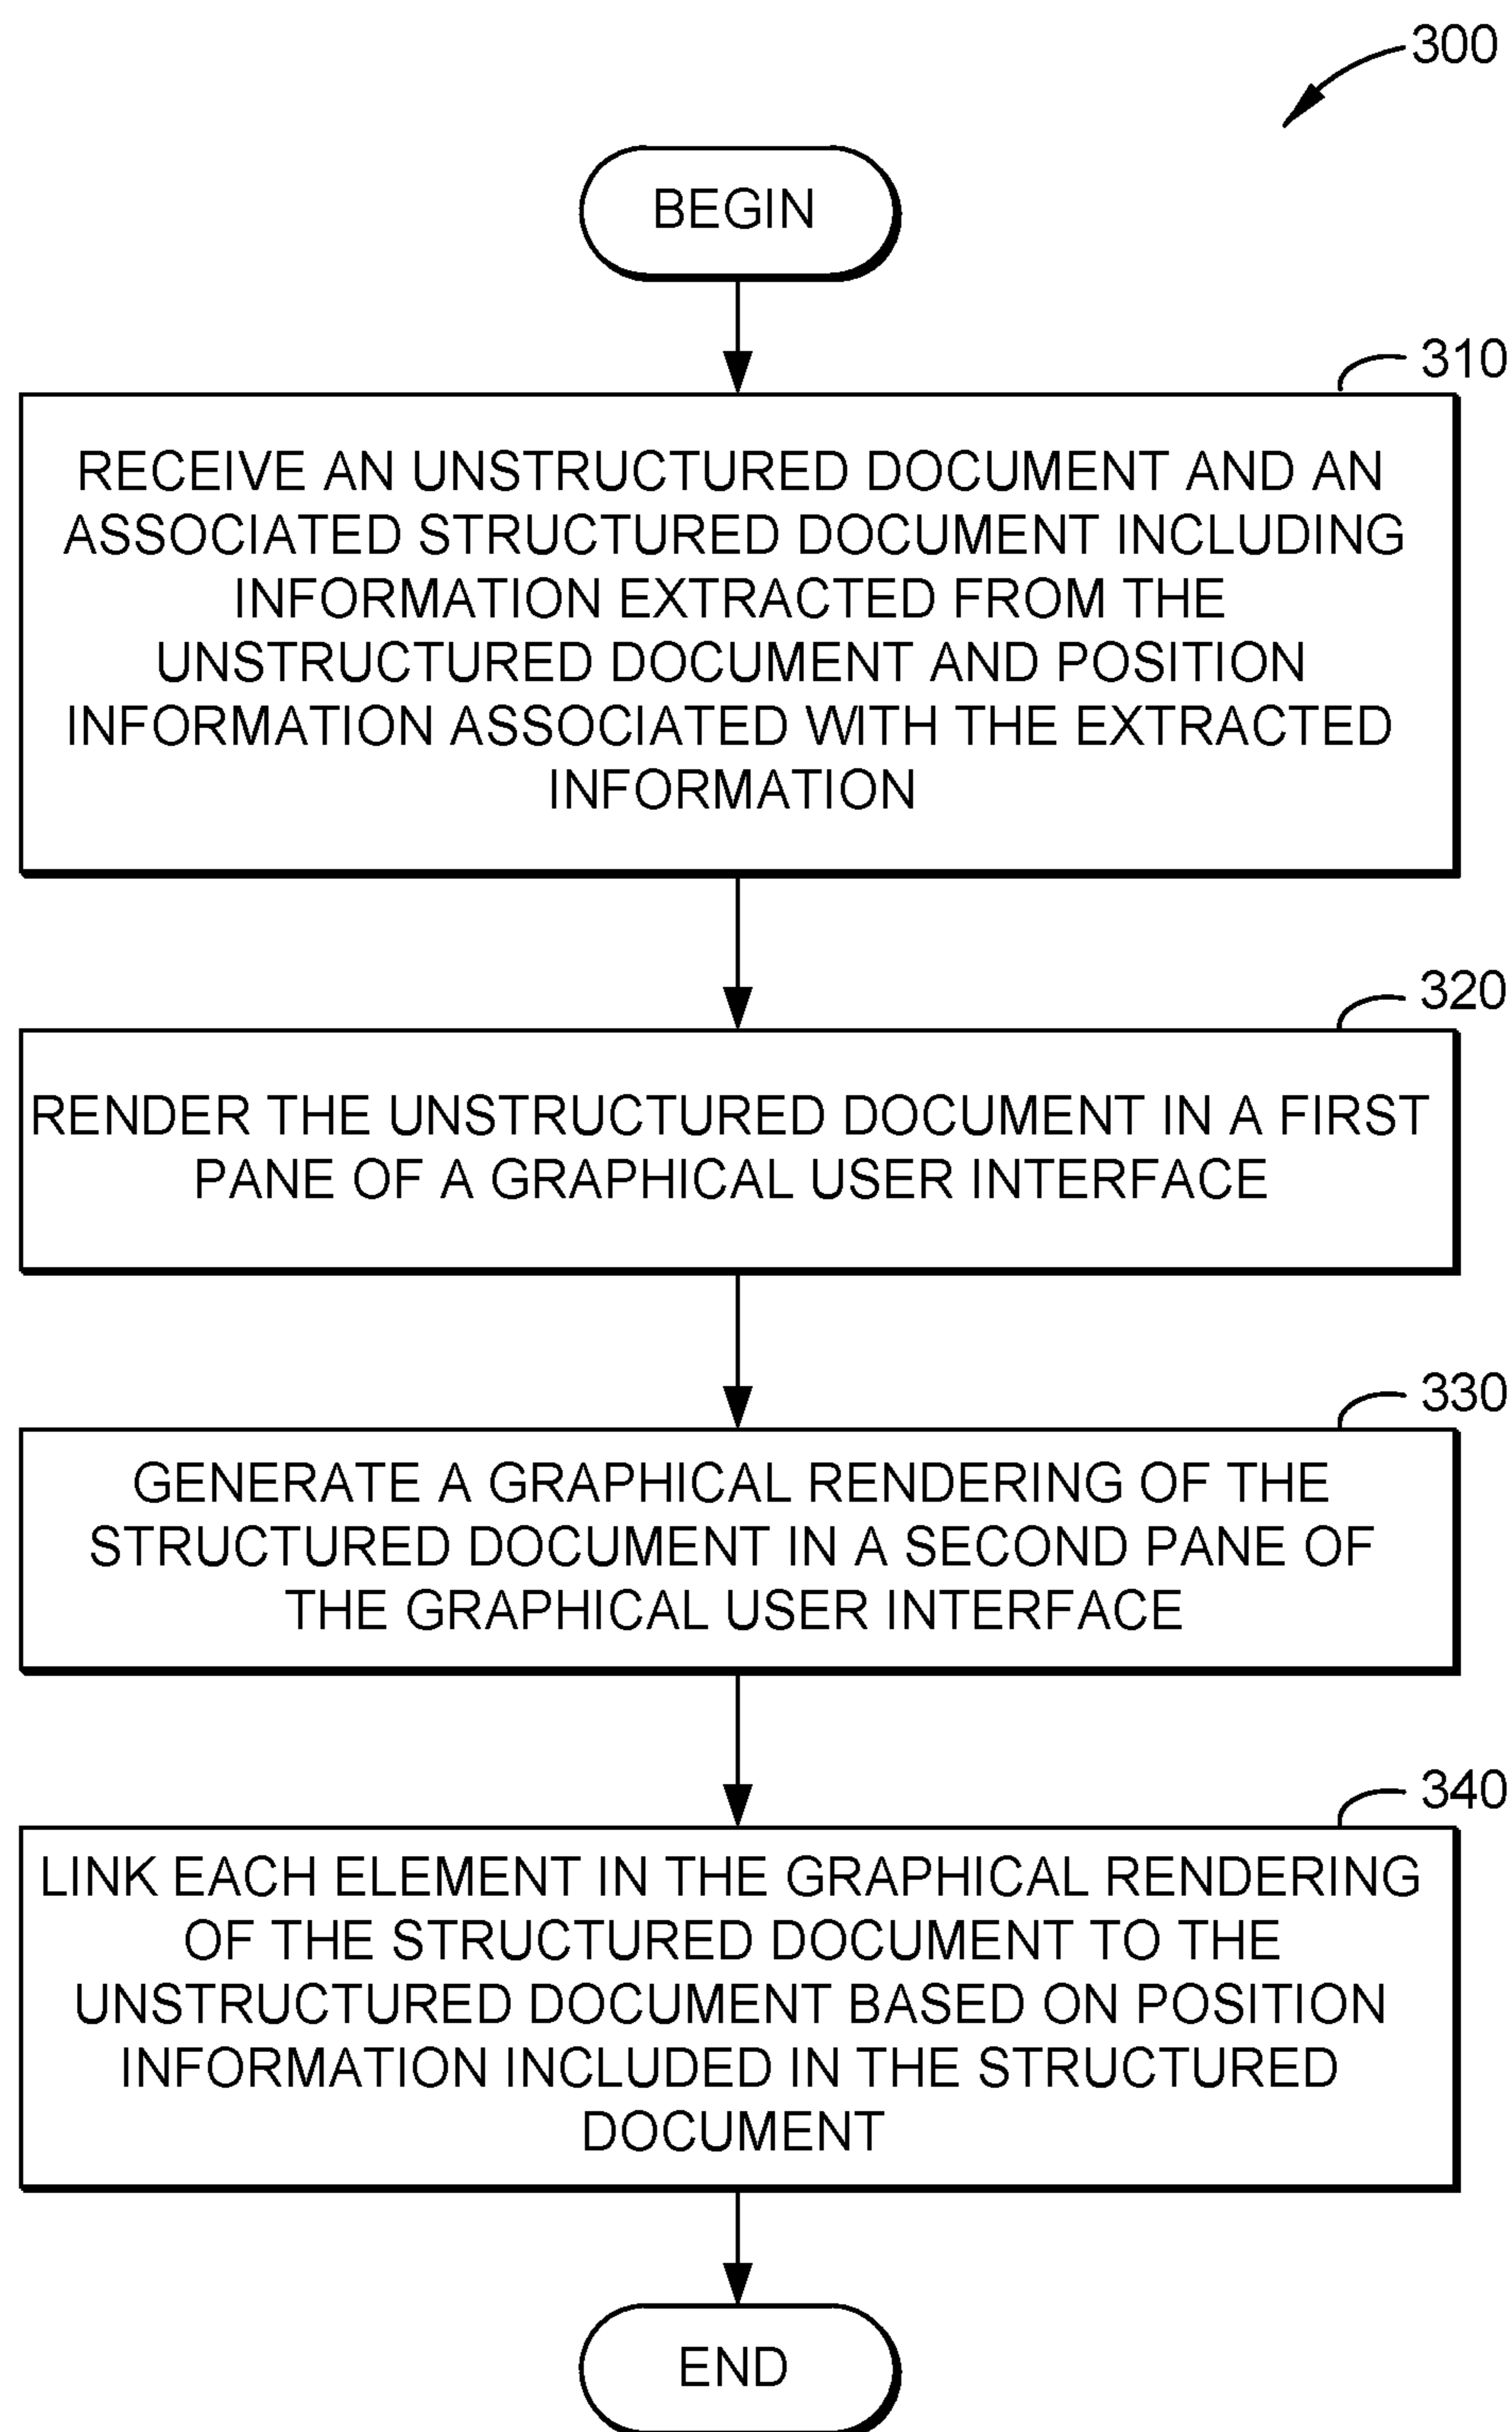 300
BEGIN
310
RECEIVE AN UNSTRUCTURED DOCUMENT AND AN
ASSOCIATED STRUCTURED DOCUMENT INCLUDING
INFORMATION EXTRACTED FROM THE
UNSTRUCTURED DOCUMENT AND POSITION
INFORMATION ASSOCIATED WITH THE EXTRACTED
INFORMATION
320
RENDER THE UNSTRUCTURED DOCUMENT IN A FIRST
PANE OF A GRAPHICAL USER INTERFACE
330
GENERATE A GRAPHICAL RENDERING OF THE
STRUCTURED DOCUMENT IN A SECOND PANE OF
THE GRAPHICAL USER INTERFACE
340
LINK EACH ELEMENT IN THE GRAPHICAL RENDERING
OF THE STRUCTURED DOCUMENT TO THE
UNSTRUCTURED DOCUMENT BASED ON POSITION
INFORMATION INCLUDED IN THE STRUCTURED
DOCUMENT
END